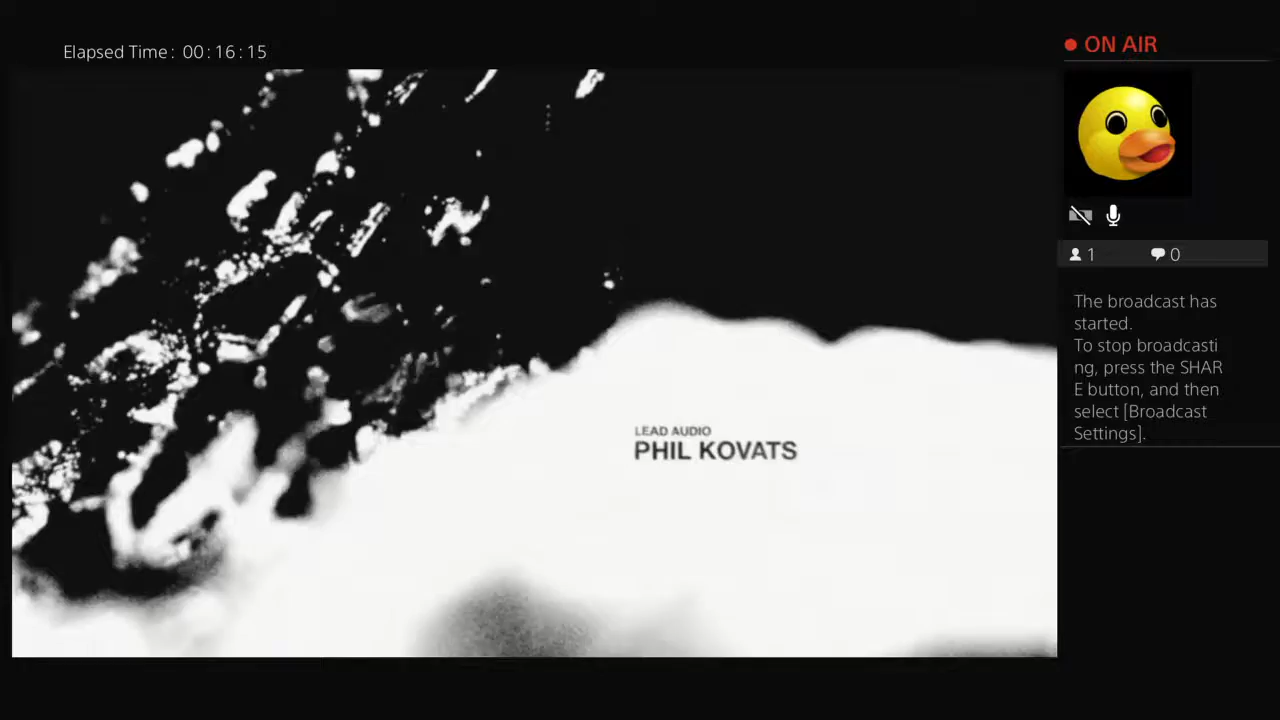 Elapsed Time: 00:16:15
ON AIR
1
0
The broadcast has
started.
To stop broadcasti
ng, press the SHAR
E button, and then
select [Broadcast
Settings].
LEAD AUDIO
PHIL KOVATS